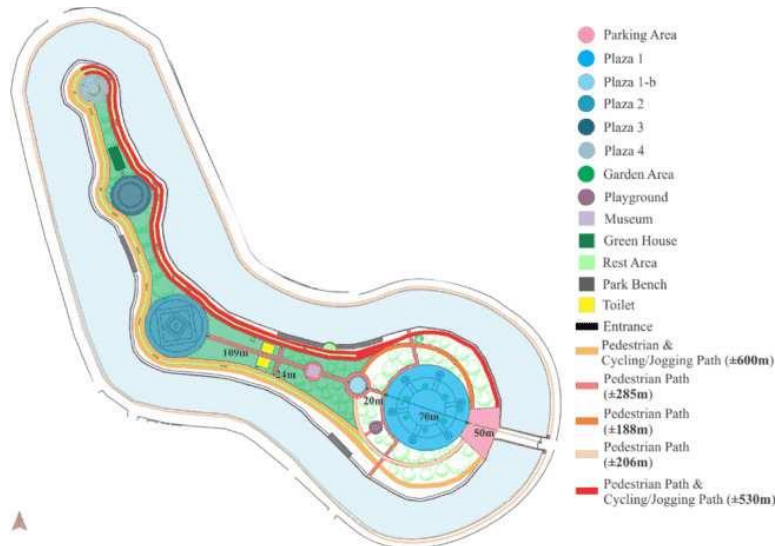 Parking Area
Plaza 1
Plaza 1-b
Plaza 2
Plaza 3
Plaza 4
Garden Area
Playground
Museum
Green House
Rest Area
Park Bench
Toilet
Entrance
Pedestrian &
Cycling/Jogging Path (±600m)
Pedestrian Path
(±285m)
Pedestrian Path
(±188m)
Pedestrian Path
(±206m)
Pedestrian Path &
Cycling/Jogging Path (±530m)
109m
24m
20m
70m
50m